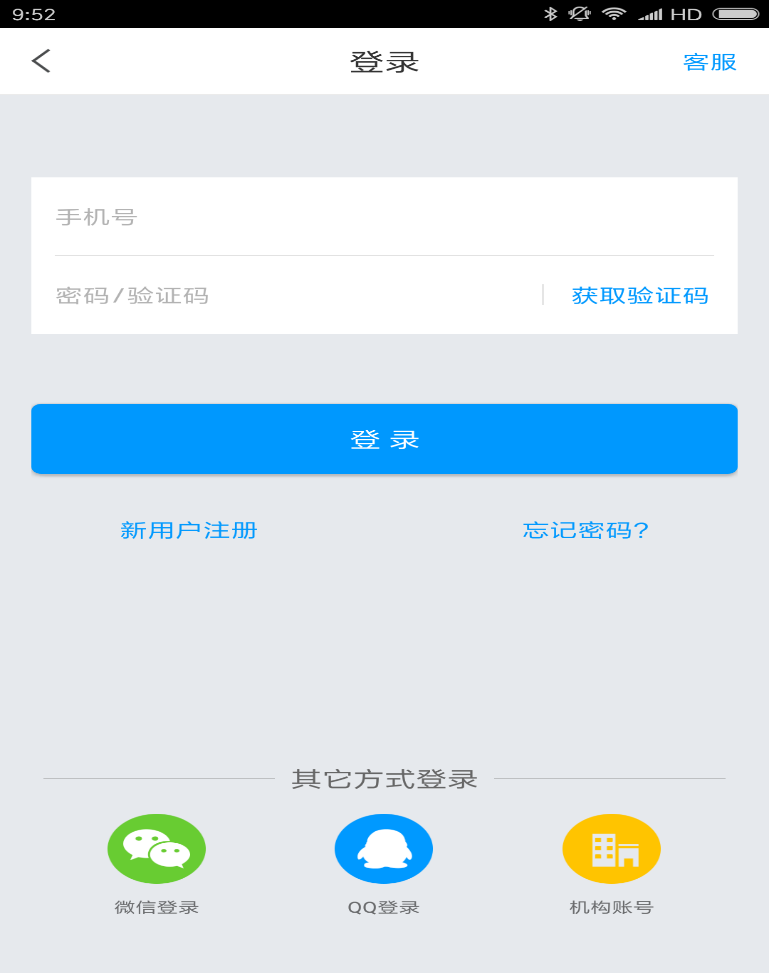 9:52 HD
登录 客服
手机号
密码/验证码 获取验证码
登 录
新用户注册 忘记密码?
其它方式登录
微信登录 QQ登录 机构账号